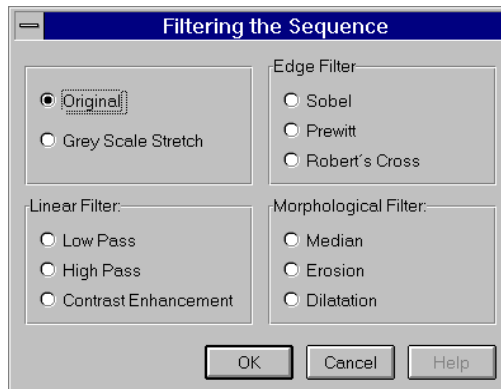 Filtering the Sequence
Original
Grey Scale Stretch
Edge Filter
Sobel
Prewitt
Robert´s Cross
Linear Filter:
Low Pass
High Pass
Contrast Enhancement
Morphological Filter:
Median
Erosion
Dilatation
OK Cancel Help